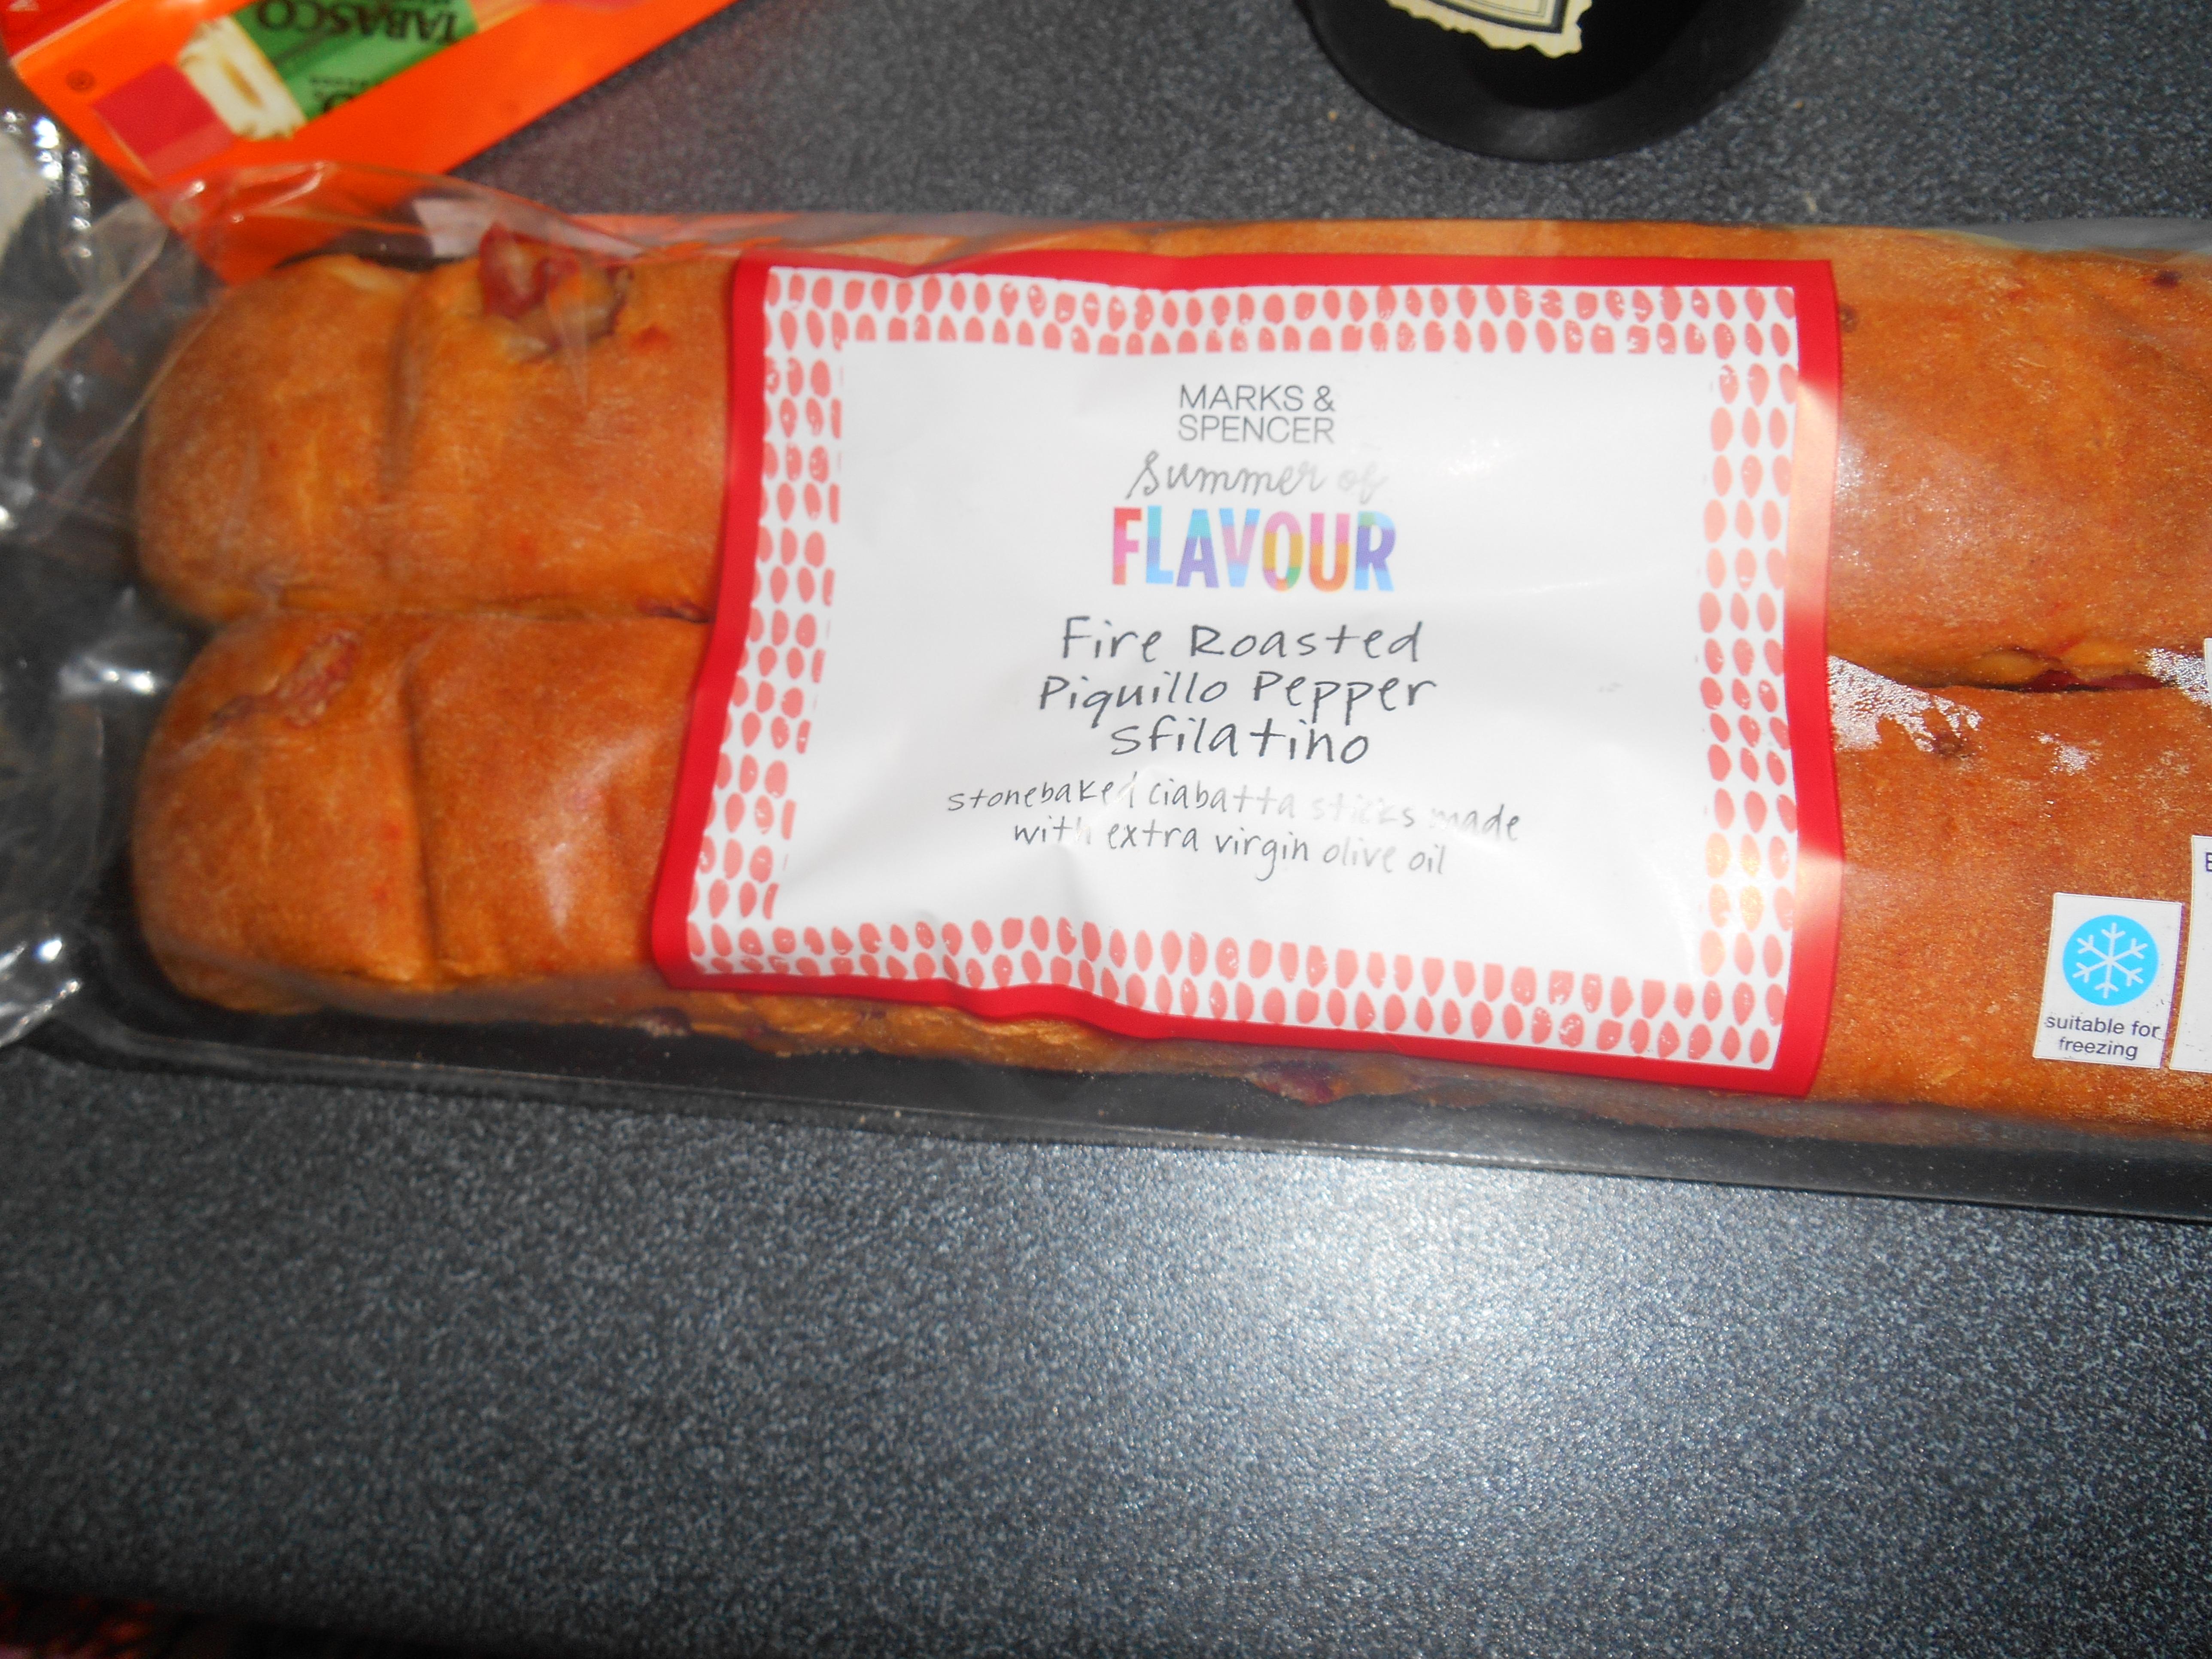 TABASCO
®
MARKS &
SPENCER
summer of
FLAVOUR
Fire Roasted
Piquillo Pepper
Sfilatino
stonebaked ciabatta sticks made
with extra virgin olive oil
suitable for
freezing